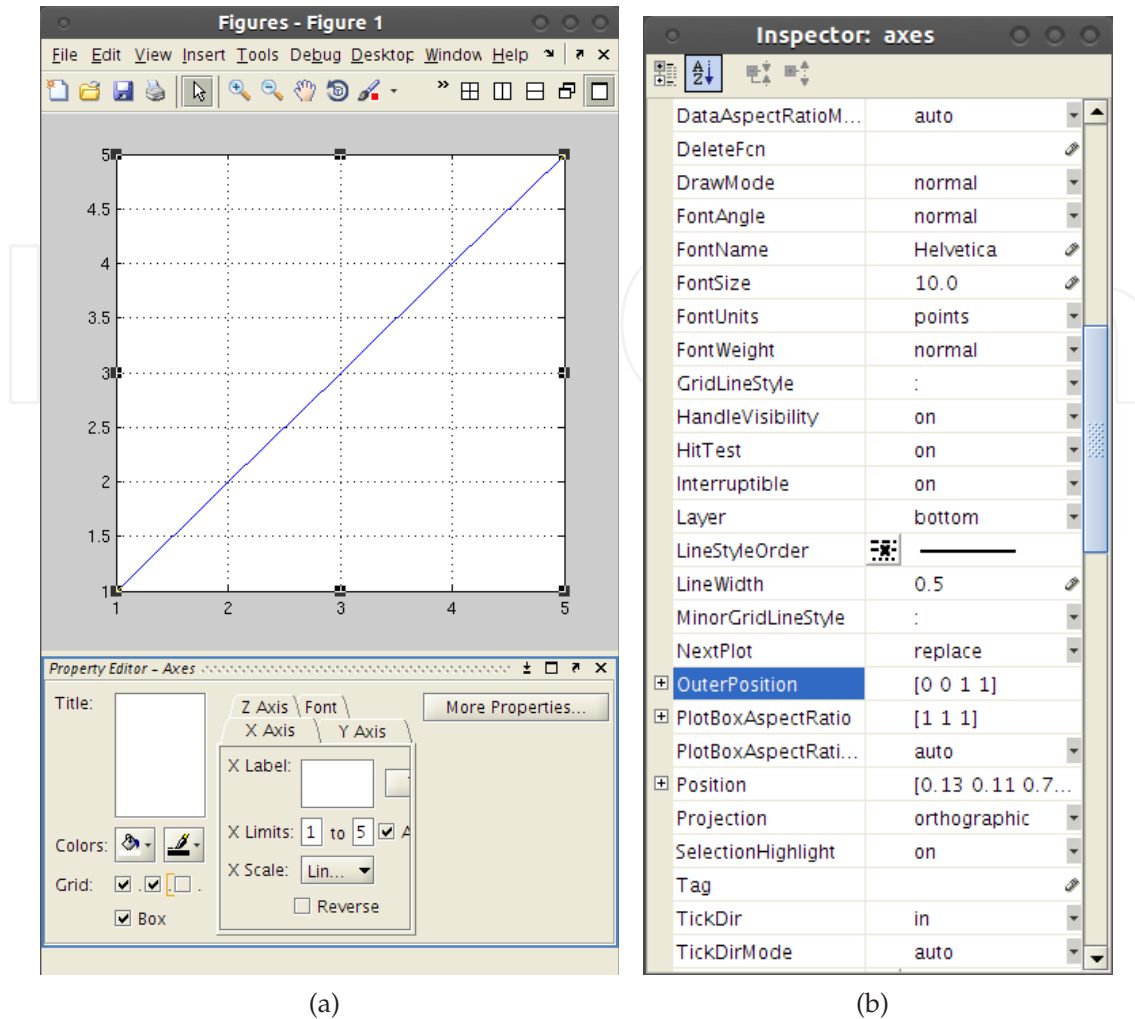 Figures - Figure 1
File Edit View Insert Tools Debug Desktop Window Help
5
4.5
4
3.5
3
2.5
2
1.5
1
1 2 3 4 5
Property Editor – Axes
Title:
Colors:
Grid:
Box
Z Axis Font
X Axis Y Axis
X Label:
X Limits: 1 to 5 A
X Scale: Lin...
Reverse
More Properties...
(a)
Inspector: axes
DataAspectRatioM... auto
DeleteFcn
DrawMode normal
FontAngle normal
FontName Helvetica
FontSize 10.0
FontUnits points
FontWeight normal
GridLineStyle :
HandleVisibility on
HitTest on
Interruptible on
Layer bottom
LineStyleOrder
LineWidth 0.5
MinorGridLineStyle :
NextPlot replace
OuterPosition [0 0 1 1]
PlotBoxAspectRatio [1 1 1]
PlotBoxAspectRati... auto
Position [0.13 0.11 0.7...
Projection orthographic
SelectionHighlight on
Tag
TickDir in
TickDirMode auto
(b)